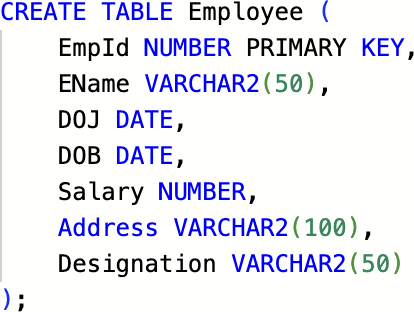 CREATE TABLE Employee (
    EmpId NUMBER PRIMARY KEY,
    EName VARCHAR2(50),
    DOJ DATE,
    DOB DATE,
    Salary NUMBER,
    Address VARCHAR2(100),
    Designation VARCHAR2(50)
);